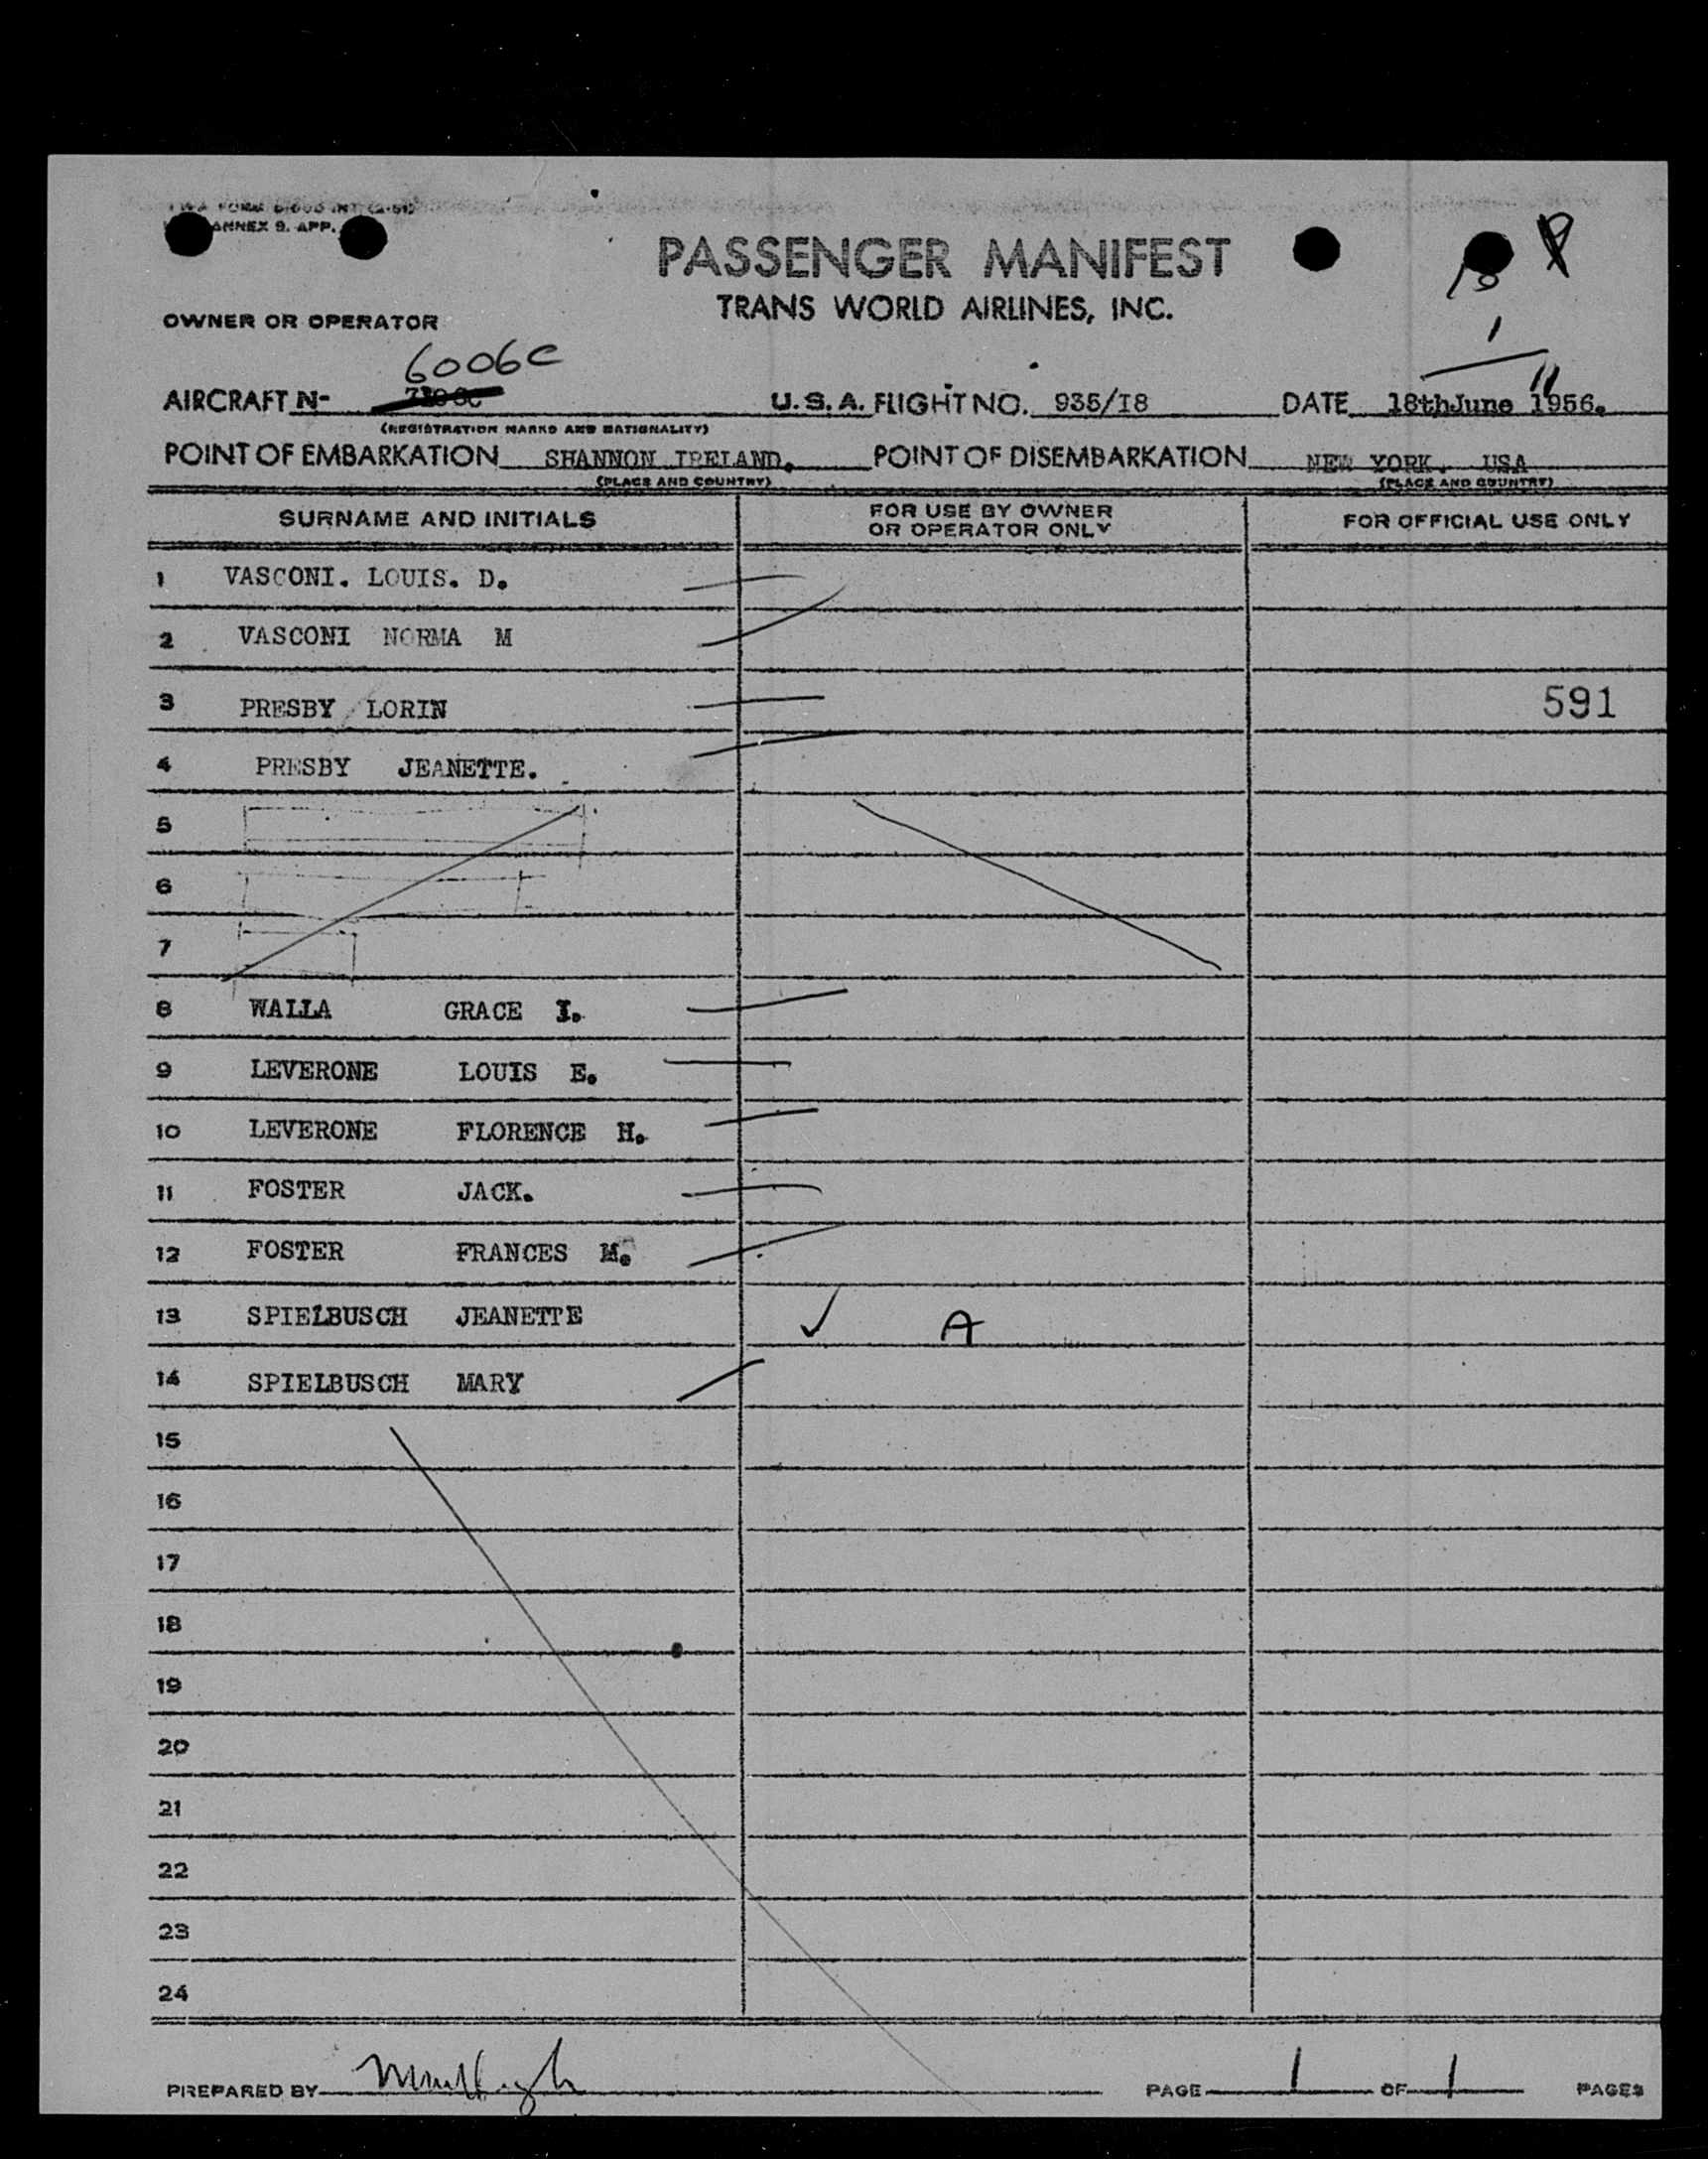 ANNEX 9. APP.
PASSENGER MANIFEST
TRANS WORLD AIRLINES, INC.
OWNER OR OPERATOR
6006C
AIRCRAFT N- U.S.A. FLIGHT NO. 935/I8 DATE 18thJune 1956.
(REGISTRATION MARKS AND NATIONALITY)
POINT OF EMBARKATION SHANNON IRELAND. POINT OF DISEMBARKATION NEW YORK. USA
(PLACE AND COUNTRY) (PLACE AND COUNTRY)
SURNAME AND INITIALS FOR USE BY OWNER OR OPERATOR ONLY FOR OFFICIAL USE ONLY
1 VASCONI. LOUIS. D.
2 VASCONI NORMA M
3 PRESBY LORIN 591
4 PRESBY JEANETTE.
5
6
7
8 WALLA GRACE I.
9 LEVERONE LOUIS E.
10 LEVERONE FLORENCE H.
11 FOSTER JACK.
12 FOSTER FRANCES M.
13 SPIELBUSCH JEANETTE A
14 SPIELBUSCH MARY
15
16
17
18
19
20
21
22
23
24
PREPARED BY PAGE 1 OF 1 PAGES